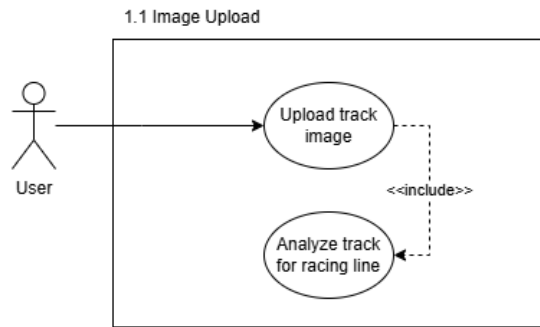 1.1 Image Upload
Upload track
image
User
<<include>>
Analyze track
for racing line